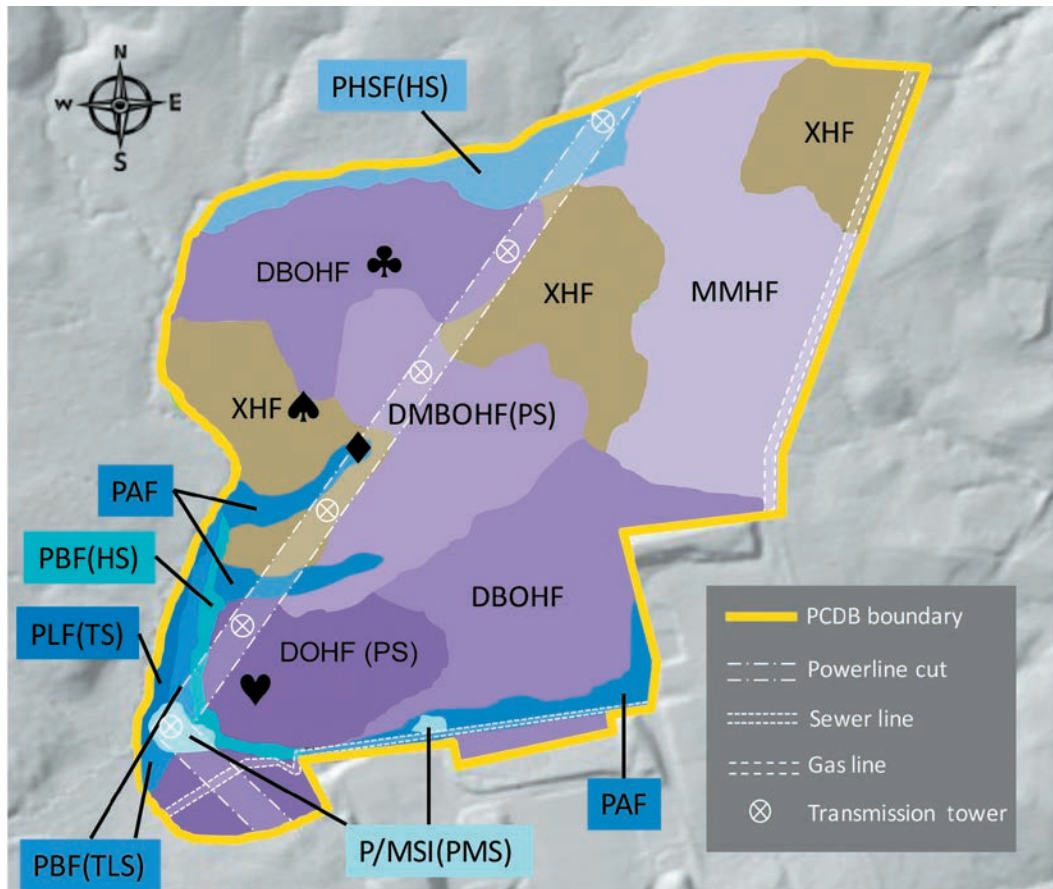 N
W E
S
PHSF(HS)
XHF
DBOHF
XHF
MMHF
XHF
DMBOHF(PS)
PAF
PBF(HS)
PLF(TS)
DBOHF
DOHF (PS)
PAF
PBF(TLS)
P/MSI(PMS)
PCDB boundary
Powerline cut
Sewer line
Gas line
Transmission tower